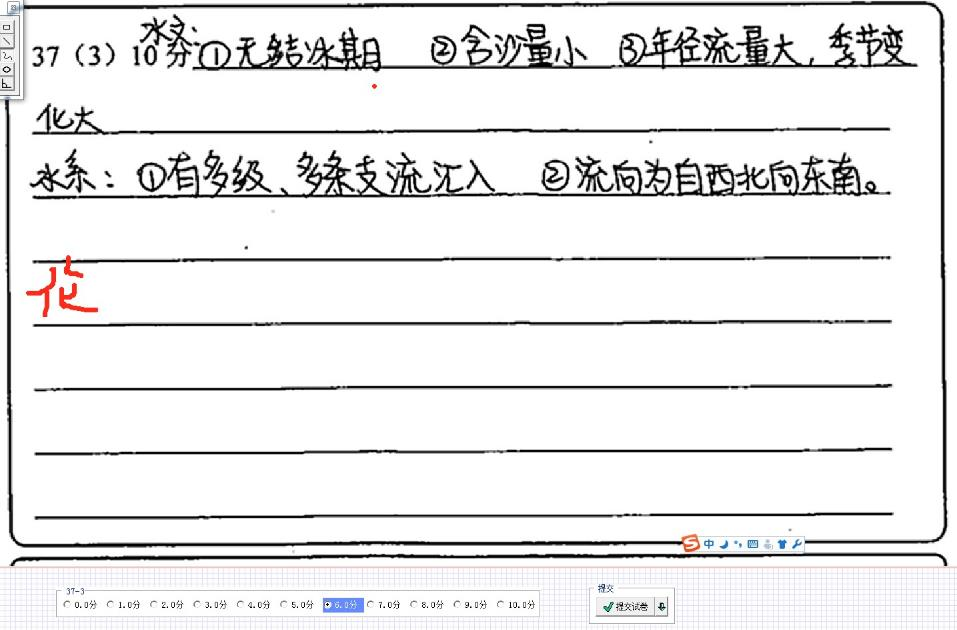 水文：
37（3）10分 ①无结冰期 ②含沙量小 ③年径流量大，季节变
化大
水系：①有多级、多条支流汇入 ②流向为自西北向东南。
中
37-3
0.0分 1.0分 2.0分 3.0分 4.0分 5.0分 6.0分 7.0分 8.0分 9.0分 10.0分
提交
提交试卷